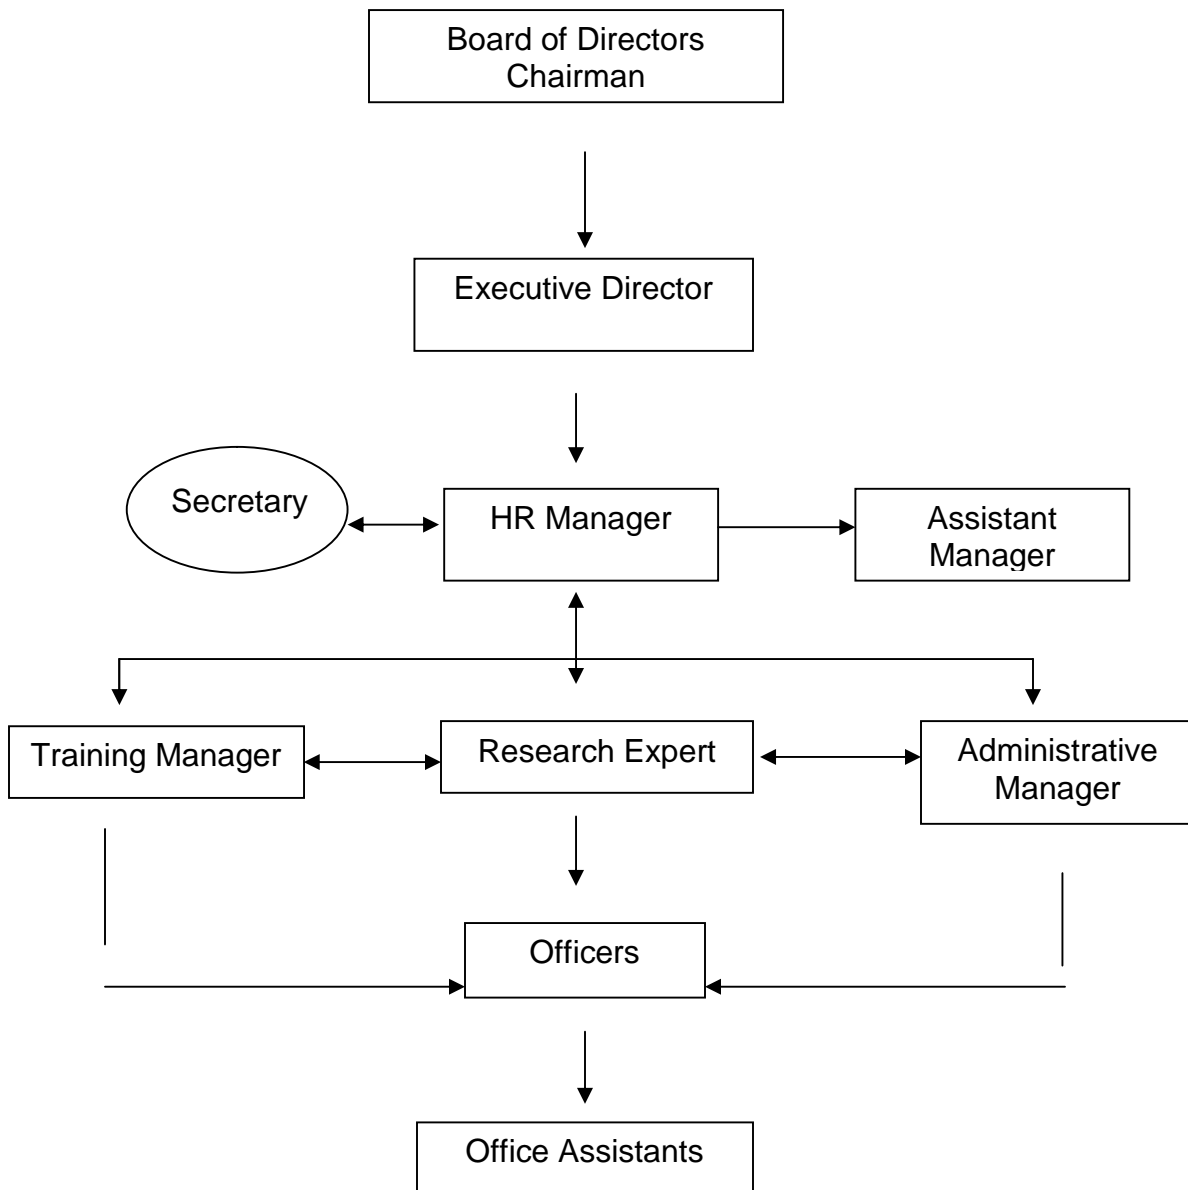 Board of Directors
Chairman
Executive Director
Secretary
HR Manager
Assistant
Manager
Training Manager
Research Expert
Administrative
Manager
Officers
Office Assistants